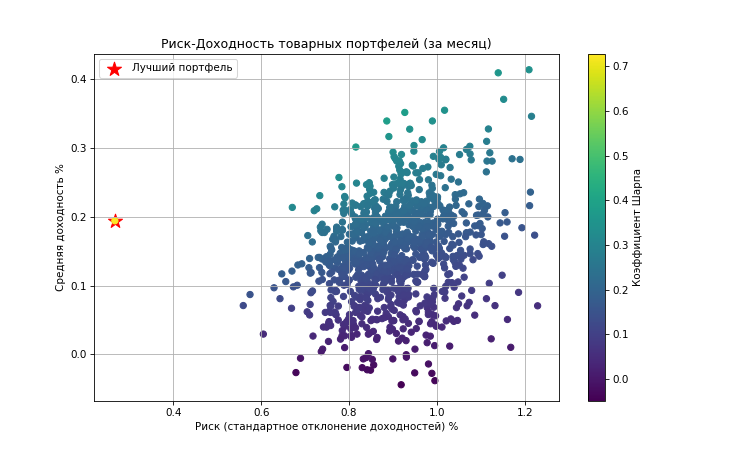 Риск-Доходность товарных портфелей (за месяц)
Лучший портфель
Средняя доходность %
0.4
0.3
0.2
0.1
0.0
0.4 0.6 0.8 1.0 1.2
Риск (стандартное отклонение доходностей) %
0.7
0.6
0.5
0.4
0.3
0.2
0.1
0.0
Коэффициент Шарпа